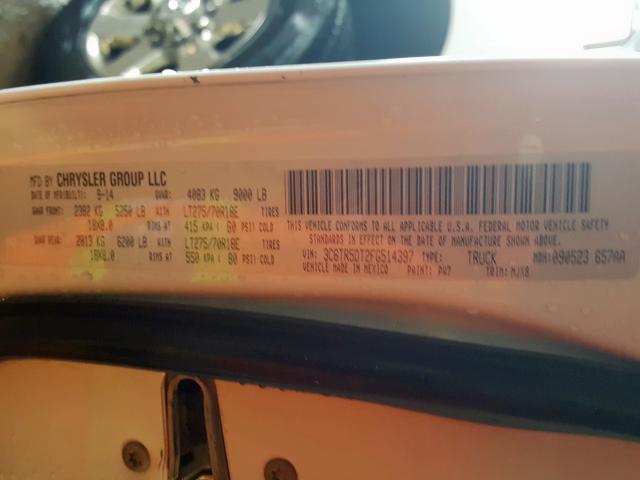 MFD BY CHRYSLER GROUP LLC
DATE OF MFR(BUILT): 9-14 GVWR: 4083 KG 9000 LB
GAWR FRONT: 2382 KG 5250 LB WITH LT275/70R18E TIRES
18X8.0 RIMS AT 415 KPA ( 60 PSI) COLD
GAWR REAR: 2813 KG 6200 LB WITH LT275/70R18E TIRES
18X8.0 RIMS AT 550 KPA ( 80 PSI) COLD
THIS VEHICLE CONFORMS TO ALL APPLICABLE U.S.A. FEDERAL MOTOR VEHICLE SAFETY
STANDARDS IN EFFECT ON THE DATE OF MANUFACTURE SHOWN ABOVE.
VIN: 3C6TR5DT2FG514397 TYPE: TRUCK MDH: 090523 657AA
VEHICLE MADE IN MEXICO PAINT: PW7 TRIM: MJX8